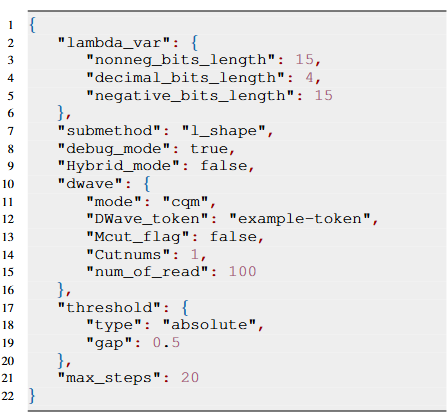 1 {
2 "lambda_var": {
3 "nonneg_bits_length": 15,
4 "decimal_bits_length": 4,
5 "negative_bits_length": 15
6 },
7 "submethod": "l_shape",
8 "debug_mode": true,
9 "Hybrid_mode": false,
10 "dwave": {
11 "mode": "cqm",
12 "DWave_token": "example-token",
13 "Mcut_flag": false,
14 "Cutnums": 1,
15 "num_of_read": 100
16 },
17 "threshold": {
18 "type": "absolute",
19 "gap": 0.5
20 },
21 "max_steps": 20
22 }